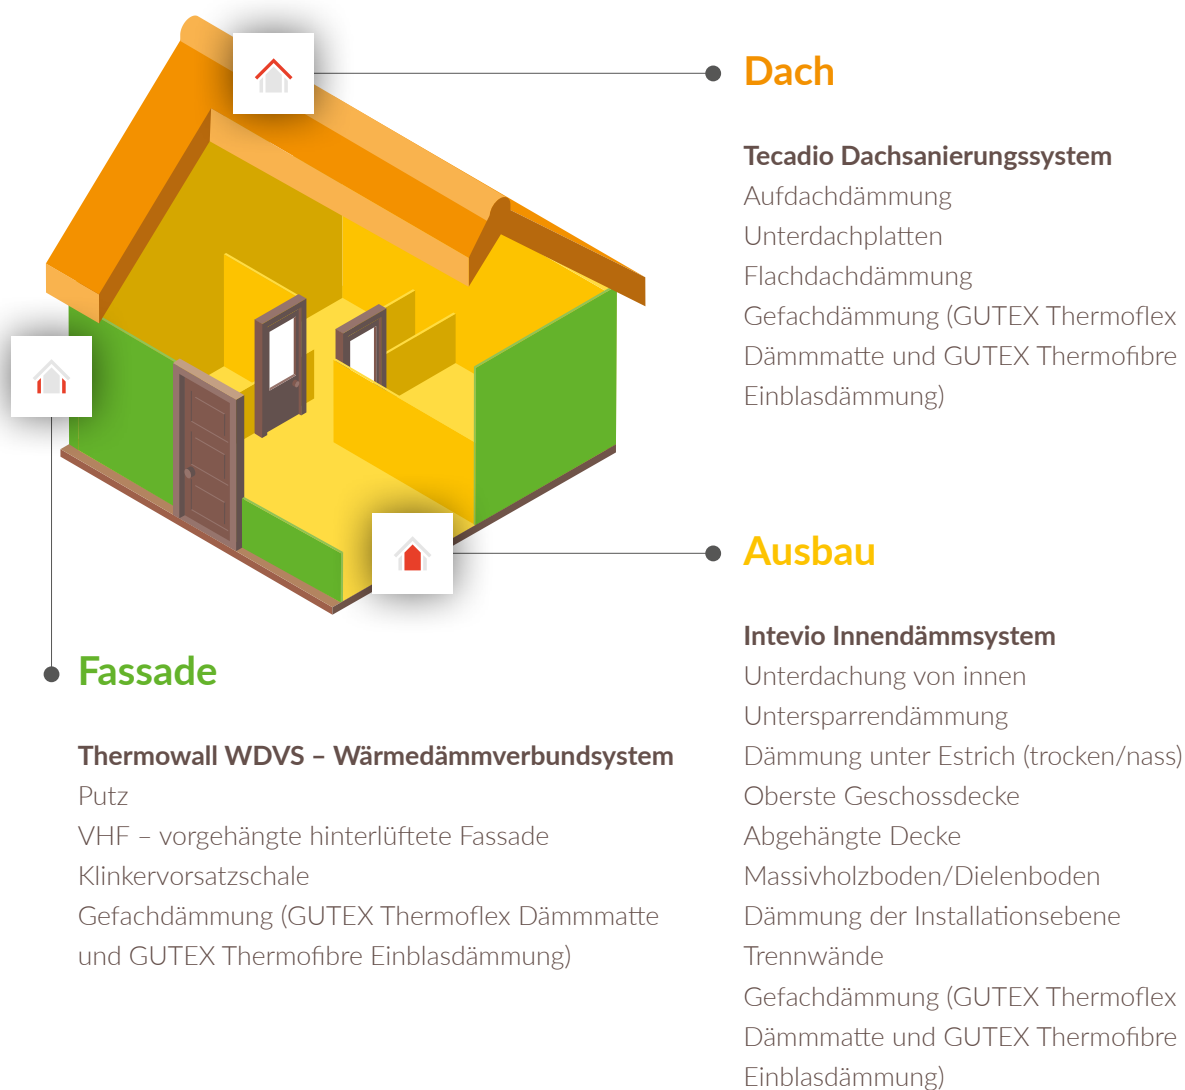 Dach
Tecadio Dachsanierungssystem
Aufdachdämmung
Unterdachplatten
Flachdachdämmung
Gefachdämmung (GUTEX Thermoflex
Dämmmatte und GUTEX Thermofibre
Einblasdämmung)
Ausbau
Intevio Innendämmsystem
Unterdachung von innen
Untersparrendämmung
Dämmung unter Estrich (trocken/nass)
Oberste Geschossdecke
Abgehängte Decke
Massivholzboden/Dielenboden
Dämmung der Installationsebene
Trennwände
Gefachdämmung (GUTEX Thermoflex
Dämmmatte und GUTEX Thermofibre
Einblasdämmung)
Fassade
Thermowall WDVS – Wärmedämmverbundsystem
Putz
VHF – vorgehängte hinterlüftete Fassade
Klinkervorsatzschale
Gefachdämmung (GUTEX Thermoflex Dämmmatte
und GUTEX Thermofibre Einblasdämmung)